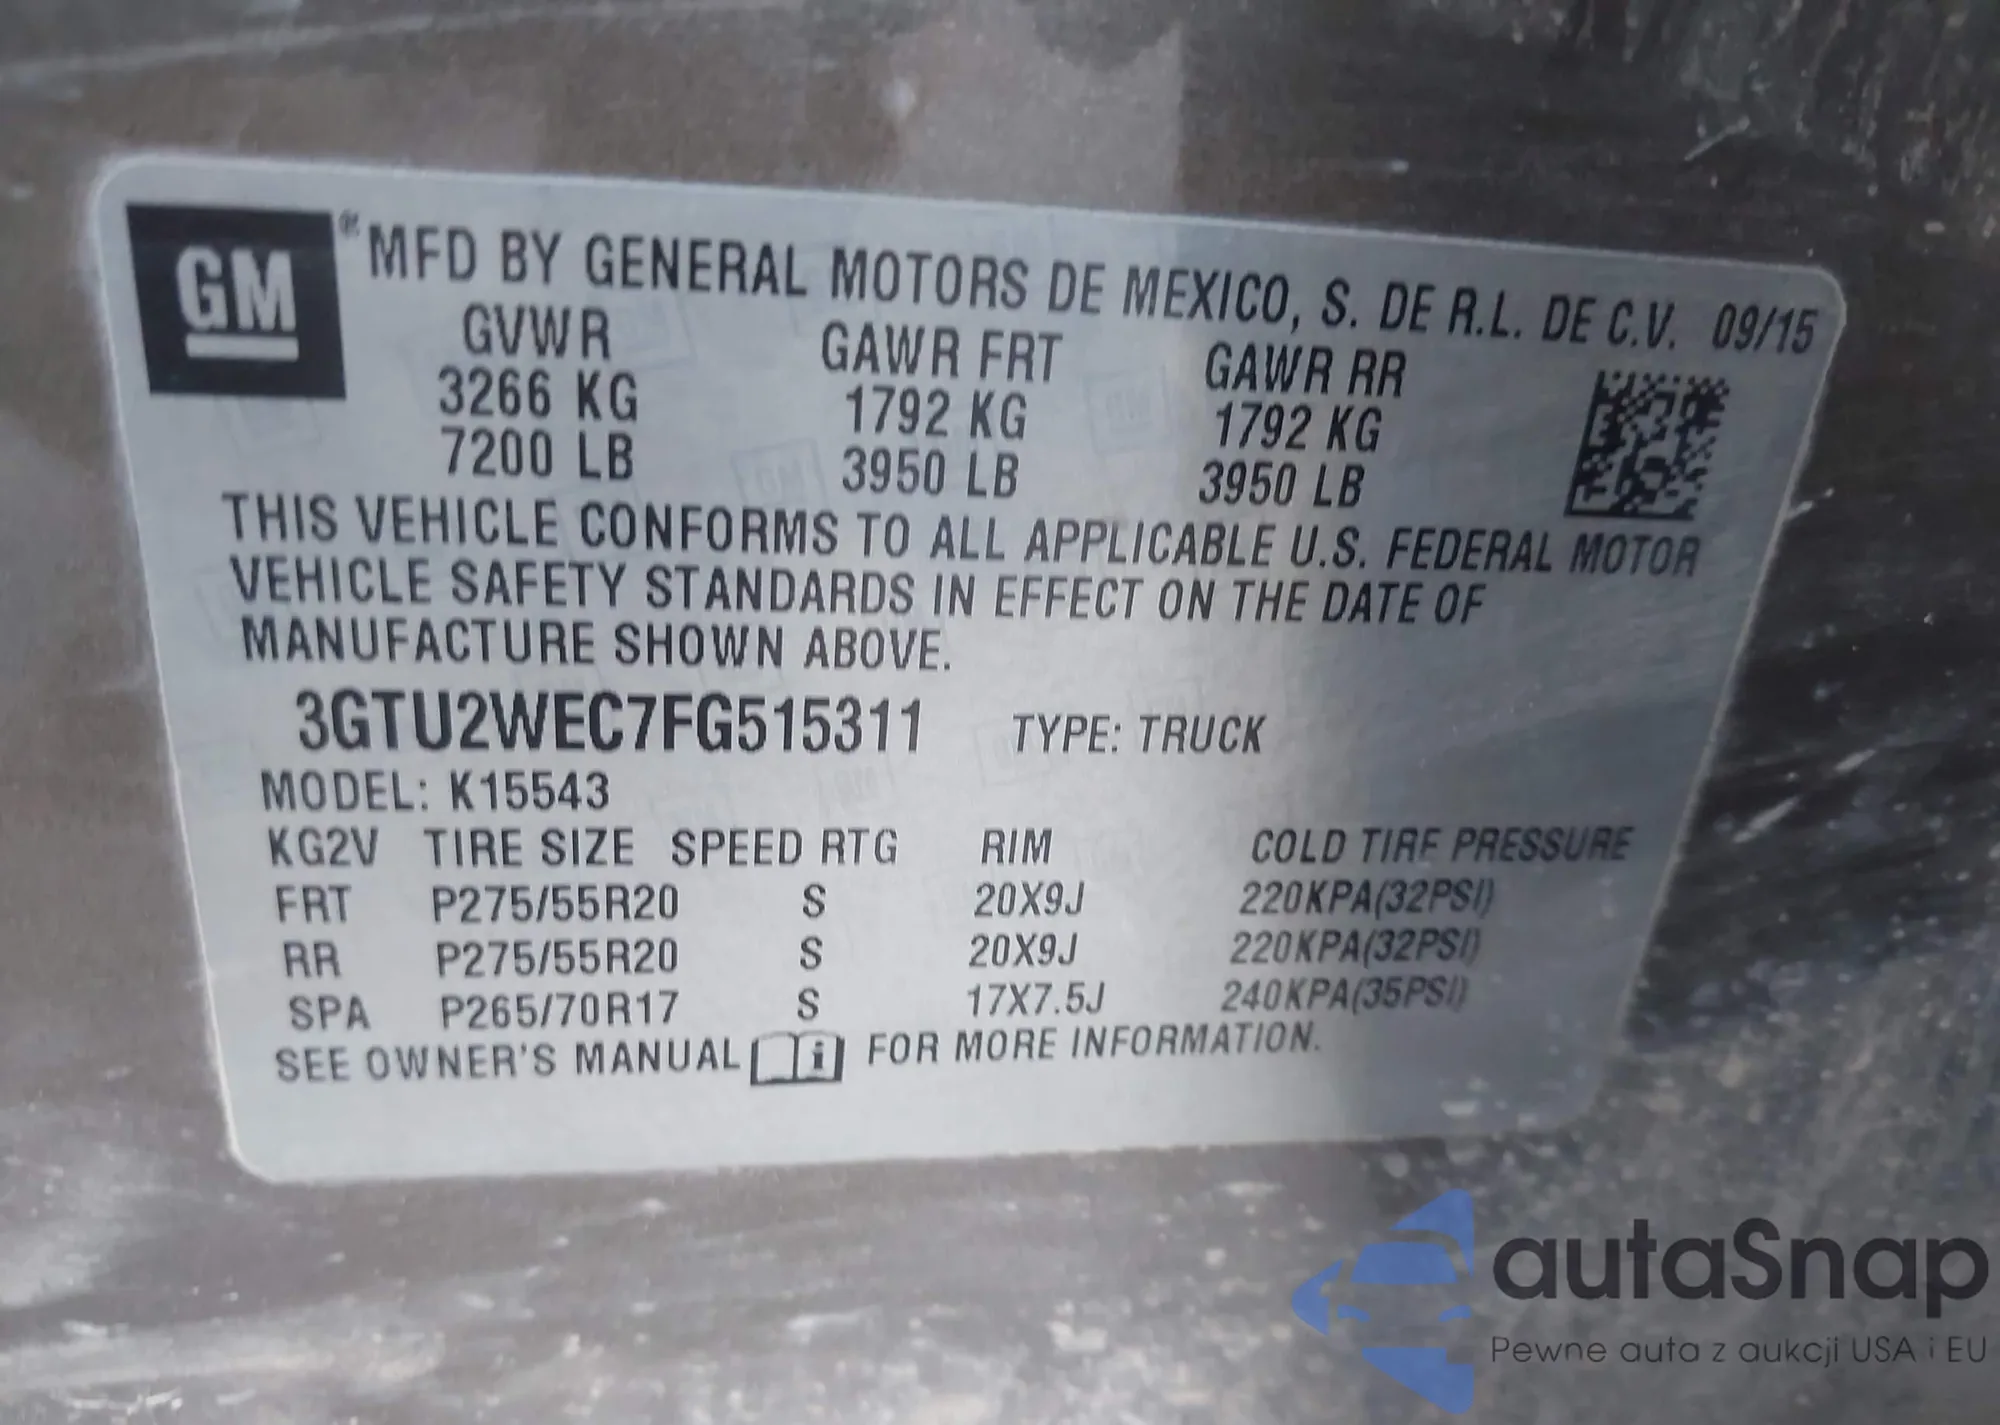 GM ® MFD BY GENERAL MOTORS DE MEXICO, S. DE R.L. DE C.V. 09/15
GVWR GAWR FRT GAWR RR
3266 KG 1792 KG 1792 KG
7200 LB 3950 LB 3950 LB
THIS VEHICLE CONFORMS TO ALL APPLICABLE U.S. FEDERAL MOTOR
VEHICLE SAFETY STANDARDS IN EFFECT ON THE DATE OF
MANUFACTURE SHOWN ABOVE.
3GTU2WEC7FG515311 TYPE: TRUCK
MODEL: K15543
KG2V TIRE SIZE SPEED RTG RIM COLD TIRE PRESSURE
FRT P275/55R20 S 20X9J 220KPA(32PSI)
RR P275/55R20 S 20X9J 220KPA(32PSI)
SPA P265/70R17 S 17X7.5J 240KPA(35PSI)
SEE OWNER'S MANUAL i FOR MORE INFORMATION.
autaSnap
Pewne auta z aukcji USA i EU